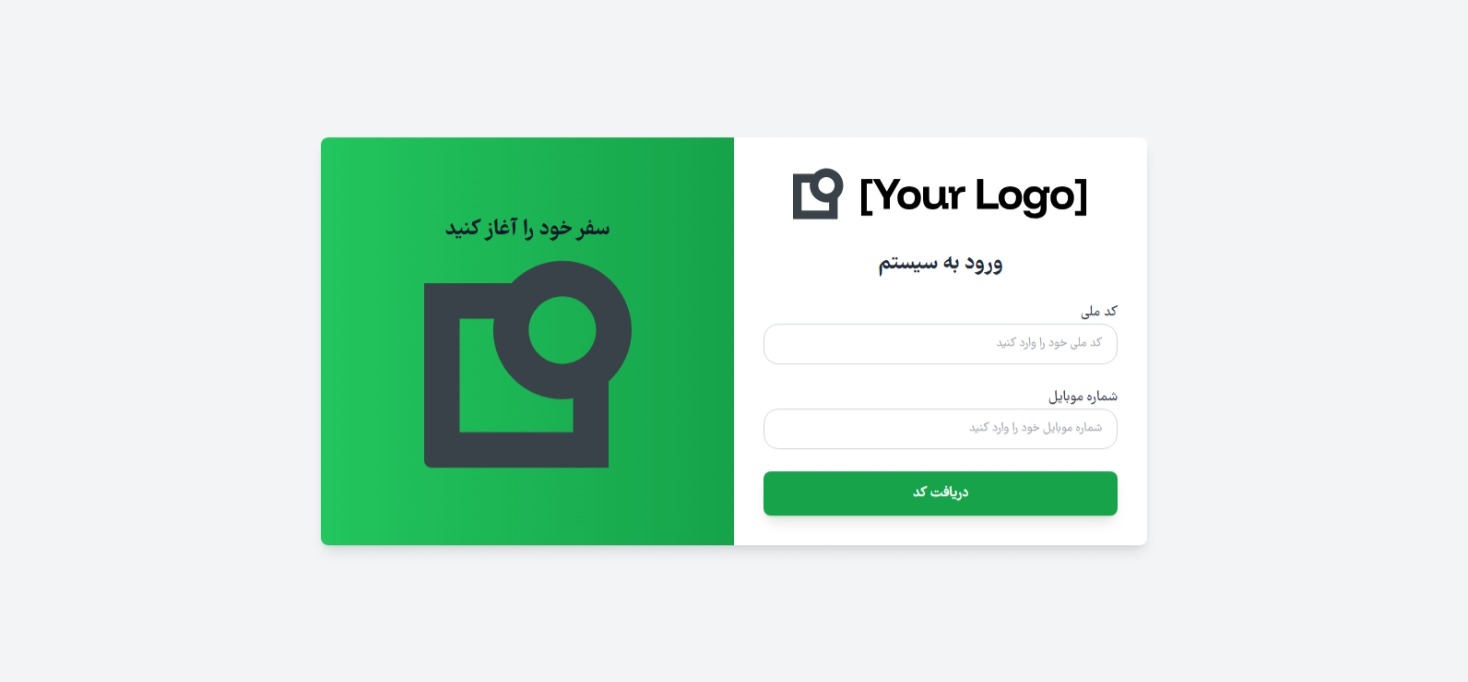 [Your Logo]
ورود به سیستم
کد ملی
کد ملی خود را وارد کنید
شماره موبایل
شماره موبایل خود را وارد کنید
دریافت کد
سفر خود را آغاز کنید